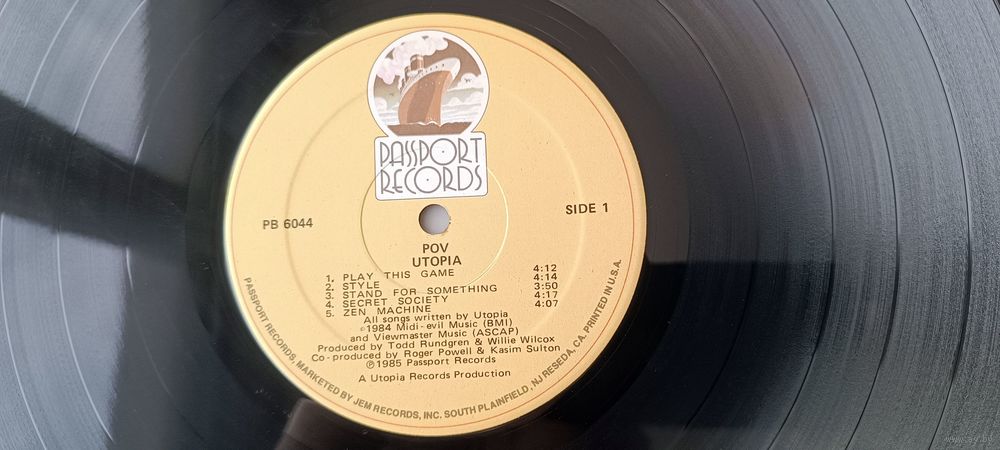 PASSPORT
RECORDS
PB 6044
SIDE 1
POV
UTOPIA
1. PLAY THIS GAME 4:12
2. STYLE 4:14
3. STAND FOR SOMETHING 3:50
4. SECRET SOCIETY 4:17
5. ZEN MACHINE 4:07
All songs written by Utopia
©1984 Midi-evil Music (BMI)
and Viewmaster Music (ASCAP)
Produced by Todd Rundgren & Willie Wilcox
Co-produced by Roger Powell & Kasim Sulton
℗1985 Passport Records
A Utopia Records Production
PASSPORT RECORDS, MARKETED BY JEM RECORDS, INC. SOUTH PLAINFIELD, NJ RESEDA, CA. PRINTED IN U.S.A.